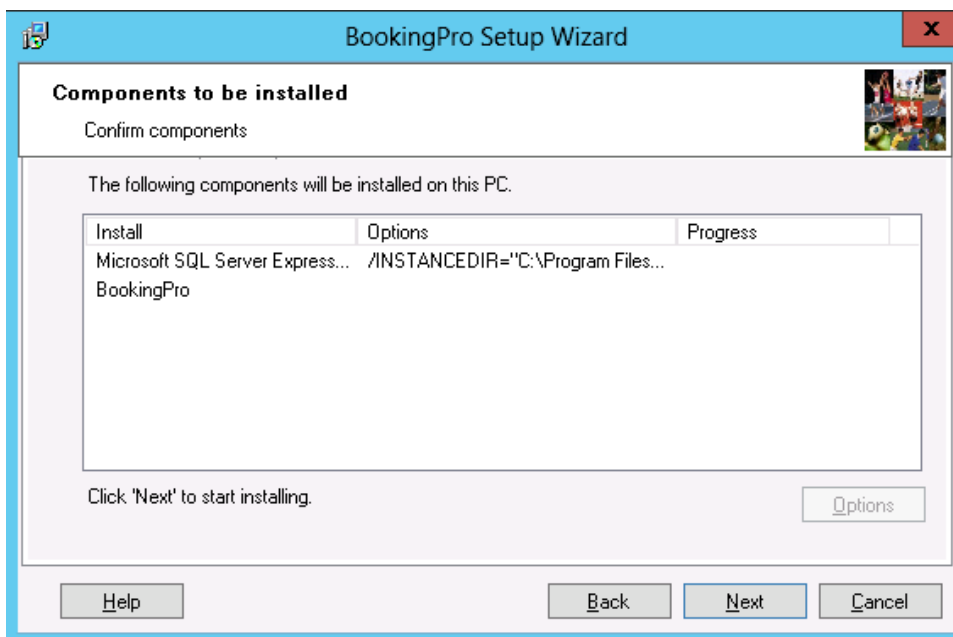 BookingPro Setup Wizard
x
Components to be installed
Confirm components
The following components will be installed on this PC.
Install Options Progress
Microsoft SQL Server Express... /INSTANCEDIR="C:\Program Files...
BookingPro
Click 'Next' to start installing.
Options
Help Back Next Cancel